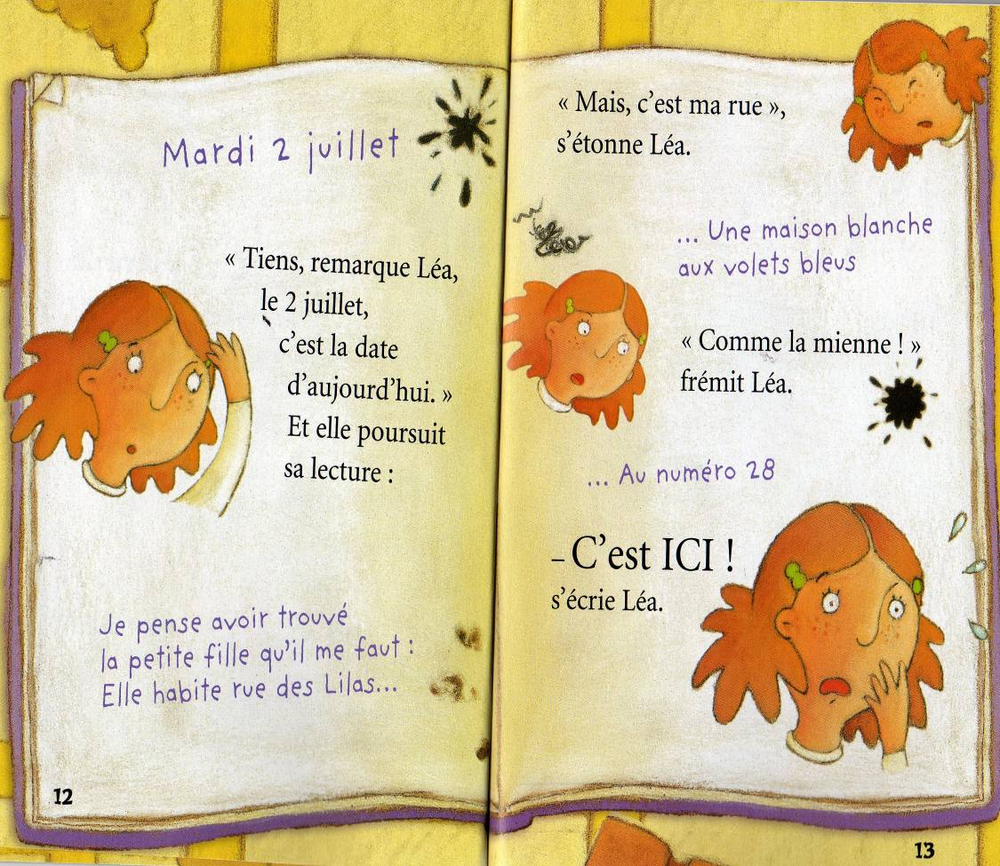 Mardi 2 juillet
« Tiens, remarque Léa,
le 2 juillet,
c'est la date
d'aujourd'hui. »
Et elle poursuit
sa lecture :
Je pense avoir trouvé
la petite fille qu'il me faut :
Elle habite rue des Lilas...
12
« Mais, c'est ma rue »,
s'étonne Léa.
... Une maison blanche
aux volets bleus
« Comme la mienne ! »
frémit Léa.
... Au numéro 28
– C'est ICI !
s'écrie Léa.
13